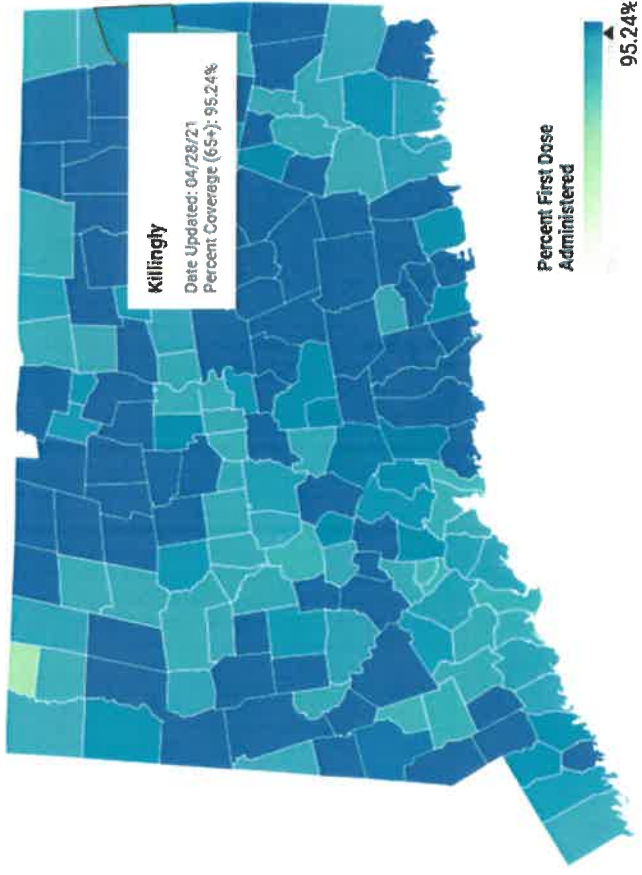 Killingly
Date Updated: 04/28/21
Percent Coverage (65+): 95.24%
Percent First Dose
Administered
95.24%